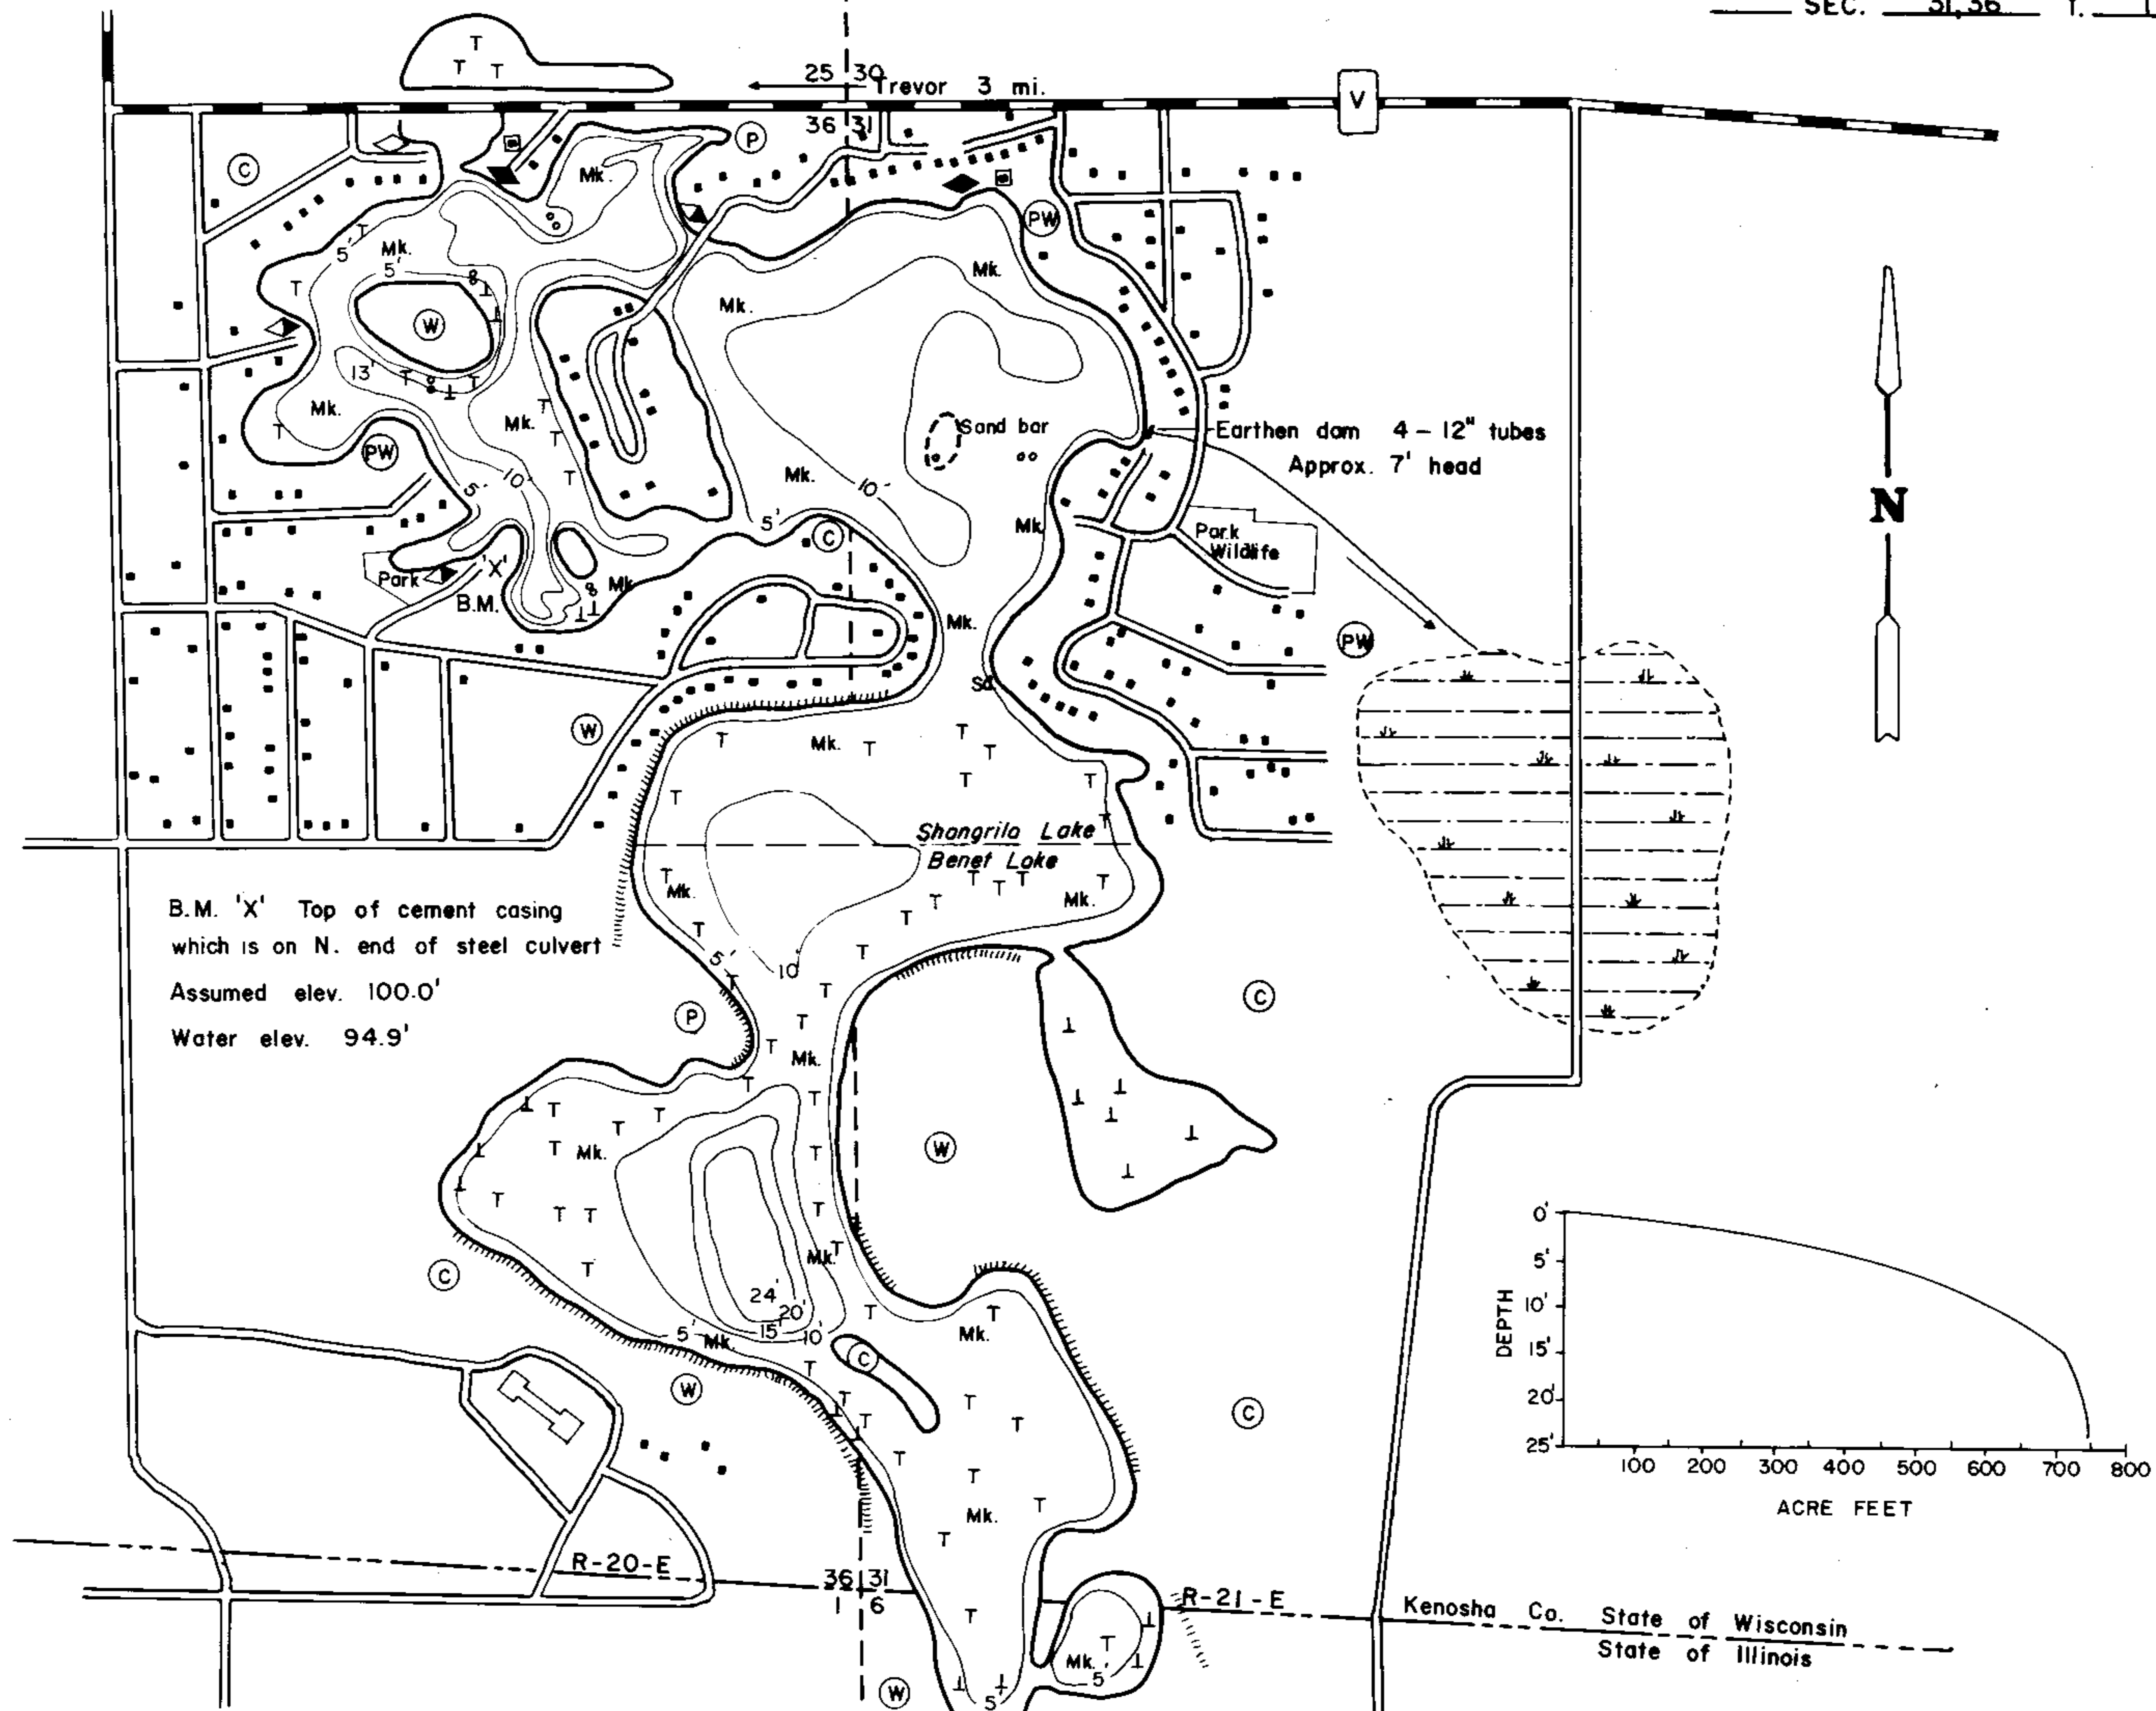 SEC. 31,36 T.
25 30
Trevor 3 mi.
V
36 31
P
C
Mk.
PW
5'
Mk.
Mk.
5'
Mk.
W
13'
Mk.
Mk.
Sand bar
Earthen dam 4 - 12" tubes
Approx. 7' head
N
PW
Mk.
5'
10'
10'
Mk.
5'
C
Park
Wildlife
Park
'X'
Mk.
B.M.
Mk.
PW
Sd.
W
Mk.
Shangrila Lake
Benet Lake
Mk.
Mk.
B.M. 'X' Top of cement casing
which is on N. end of steel culvert
Assumed elev. 100.0'
Water elev. 94.9'
5'
10'
C
P
Mk.
W
Mk.
Mk.
C
24'
20'
15'
10'
5'
Mk.
Mk.
C
W
C
Mk.
0'
5'
10'
15'
20'
25'
DEPTH
100 200 300 400 500 600 700 800
ACRE FEET
R-20-E
36 31
1 6
R-21-E
Kenosha Co. State of Wisconsin
State of Illinois
Mk.
5'
W
5'